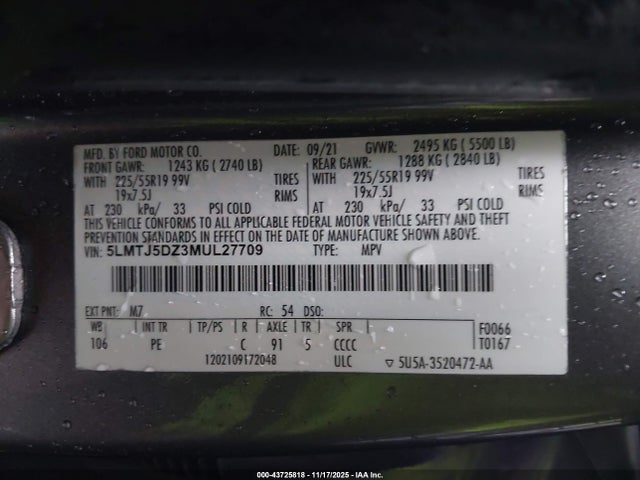 MFD. BY FORD MOTOR CO. DATE: 09/21 GVWR: 2495 KG ( 5500 LB)
FRONT GAWR: 1243 KG ( 2740 LB) REAR GAWR: 1288 KG ( 2840 LB)
WITH 225/55R19 99V TIRES WITH 225/55R19 99V TIRES
19x7.5J RIMS 19x7.5J RIMS
AT 230 kPa/ 33 PSI COLD AT 230 kPa/ 33 PSI COLD
THIS VEHICLE CONFORMS TO ALL APPLICABLE FEDERAL MOTOR VEHICLE SAFETY AND THEFT
PREVENTION STANDARDS IN EFFECT ON THE DATE OF MANUFACTURE SHOWN ABOVE.
VIN: 5LMTJ5DZ3MUL27709 TYPE: MPV
EXT PNT: M7 RC: 54 DSO:
WB INT TR TP/PS R AXLE TR SPR F0066
106 PE C 91 5 CCCC T0167
1202109172048 ULC ▽ 5U5A-3520472-AA
000-43725818 - 11/17/2025 - IAA Inc.